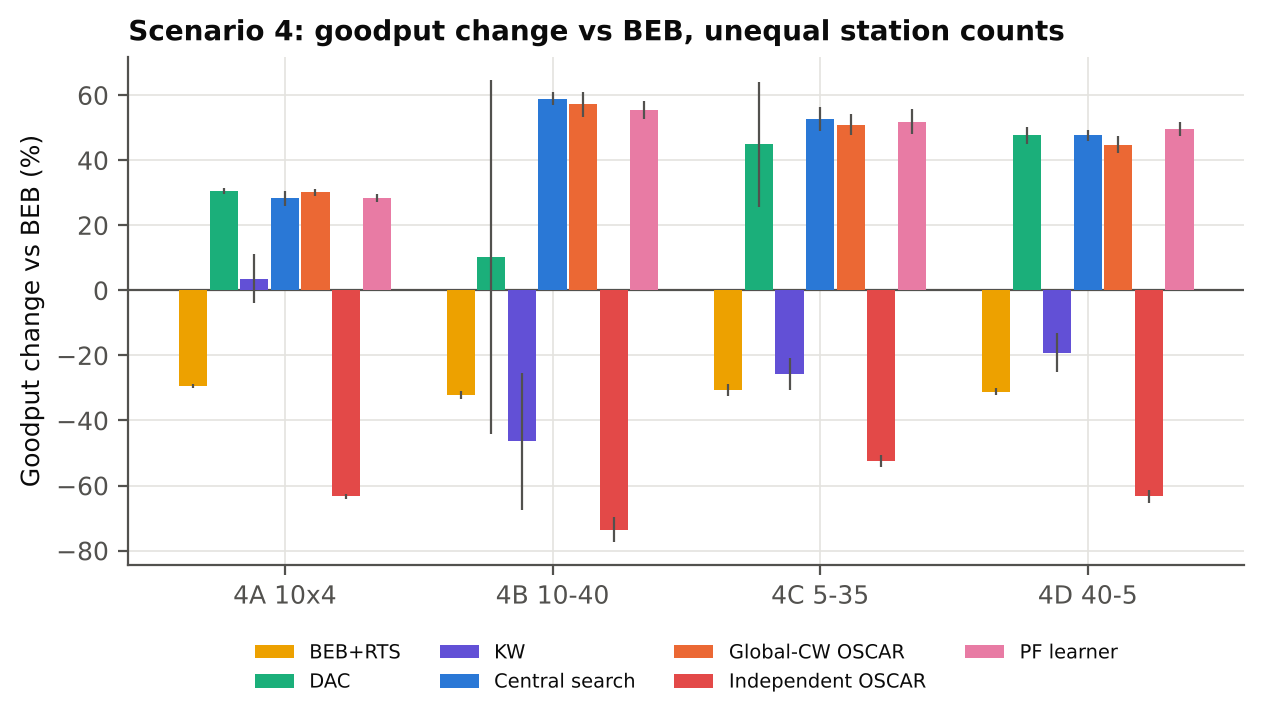 Scenario 4: goodput change vs BEB, unequal station counts
Goodput change vs BEB (%)
60
40
20
0
−20
−40
−60
−80
4A 10x4 4B 10-40 4C 5-35 4D 40-5
BEB+RTS KW Global-CW OSCAR PF learner
DAC Central search Independent OSCAR